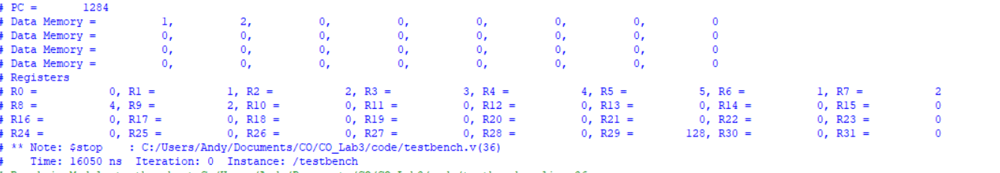 # PC =       1284
# Data Memory =          1,         2,         0,         0,         0,         0,         0,         0
# Data Memory =          0,         0,         0,         0,         0,         0,         0,         0
# Data Memory =          0,         0,         0,         0,         0,         0,         0,         0
# Data Memory =          0,         0,         0,         0,         0,         0,         0,         0
# Registers
# R0 =          0, R1 =          1, R2 =          2, R3 =          3, R4 =          4, R5 =          5, R6 =          1, R7 =          2
# R8 =          4, R9 =          2, R10 =          0, R11 =          0, R12 =          0, R13 =          0, R14 =          0, R15 =          0
# R16 =          0, R17 =          0, R18 =          0, R19 =          0, R20 =          0, R21 =          0, R22 =          0, R23 =          0
# R24 =          0, R25 =          0, R26 =          0, R27 =          0, R28 =          0, R29 =        128, R30 =          0, R31 =          0
# ** Note: $stop    : C:/Users/Andy/Documents/CO/CO_Lab3/code/testbench.v(36)
#    Time: 16050 ns  Iteration: 0  Instance: /testbench